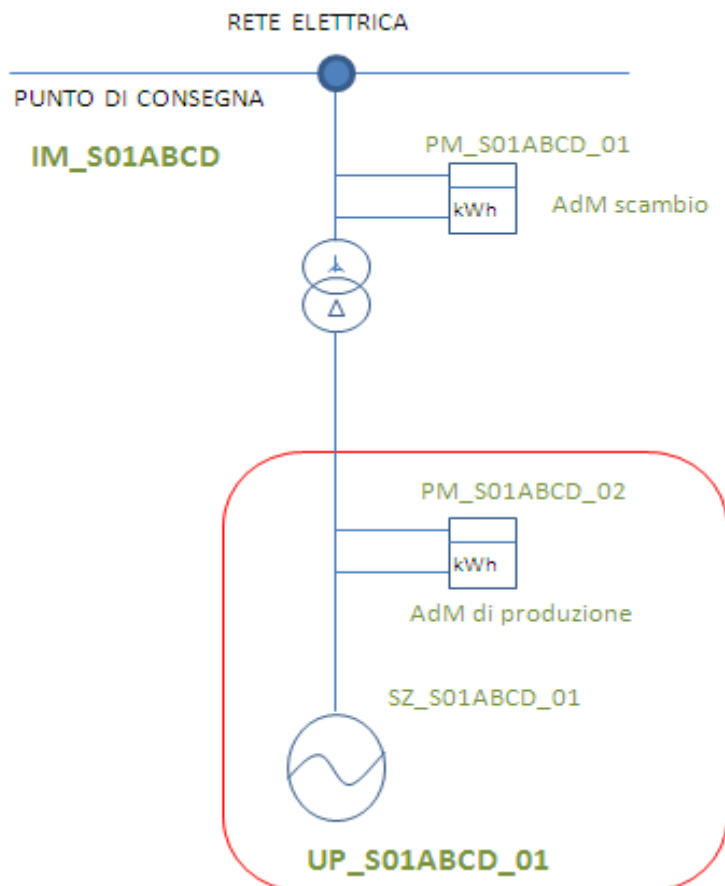 RETE ELETTRICA
PUNTO DI CONSEGNA
IM_S01ABCD
PM_S01ABCD_01
kWh
AdM scambio
Δ
PM_S01ABCD_02
kWh
AdM di produzione
SZ_S01ABCD_01
UP_S01ABCD_01